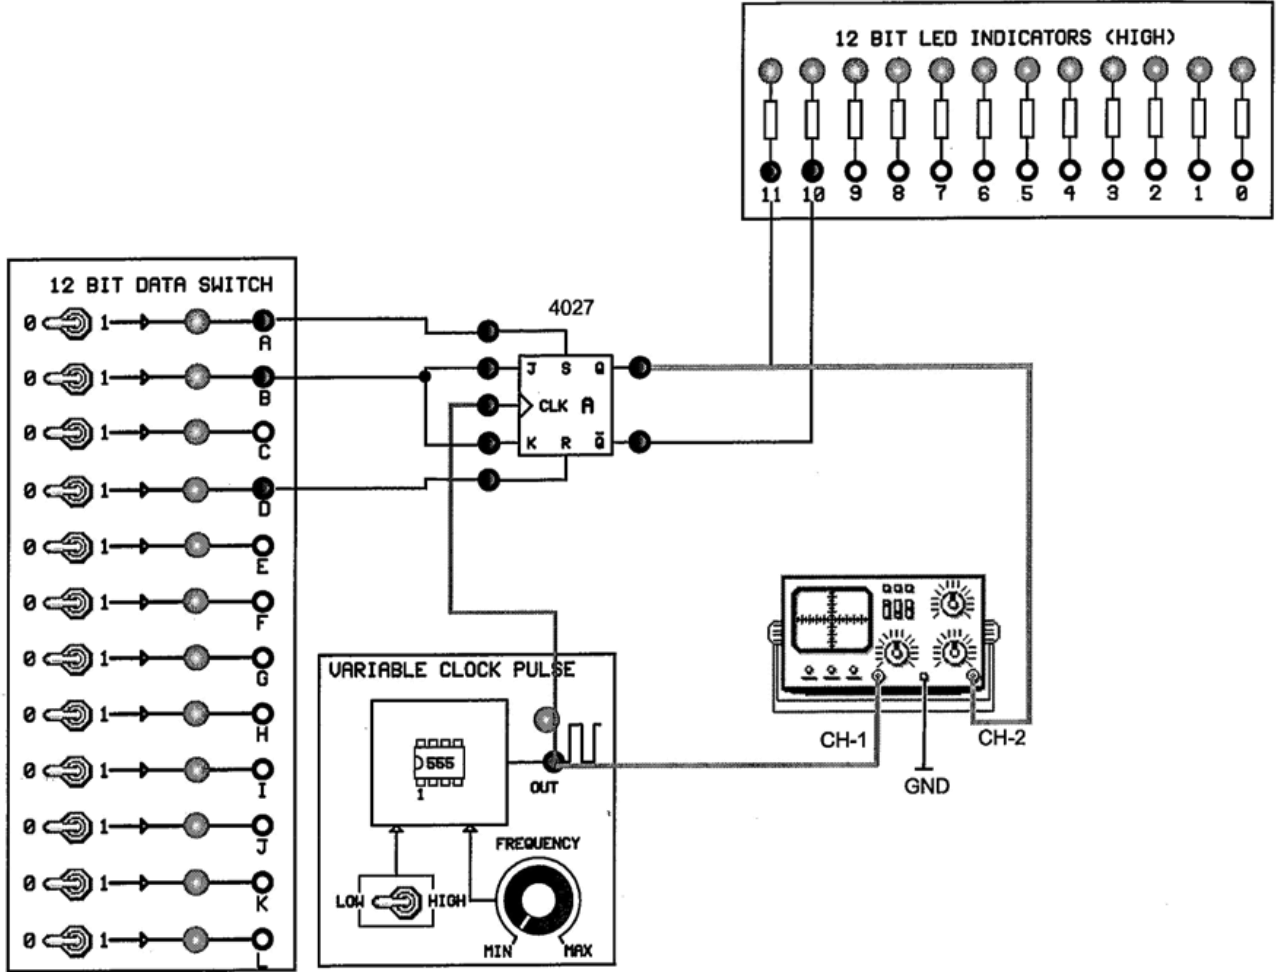 12 BIT LED INDICATORS (HIGH)
11 10 9 8 7 6 5 4 3 2 1 0
12 BIT DATA SWITCH
0 1 A
0 1 B
0 1 C
0 1 D
0 1 E
0 1 F
0 1 G
0 1 H
0 1 I
0 1 J
0 1 K
0 1 L
4027
J S Q
CLK A
K R Q̅
VARIABLE CLOCK PULSE
555
1
OUT
FREQUENCY
LOW HIGH
MIN MAX
CH-1
GND
CH-2